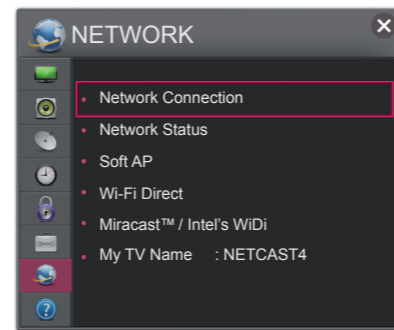 NETWORK
• Network Connection
• Network Status
• Soft AP
• Wi-Fi Direct
• Miracast™ / Intel's WiDi
• My TV Name : NETCAST4